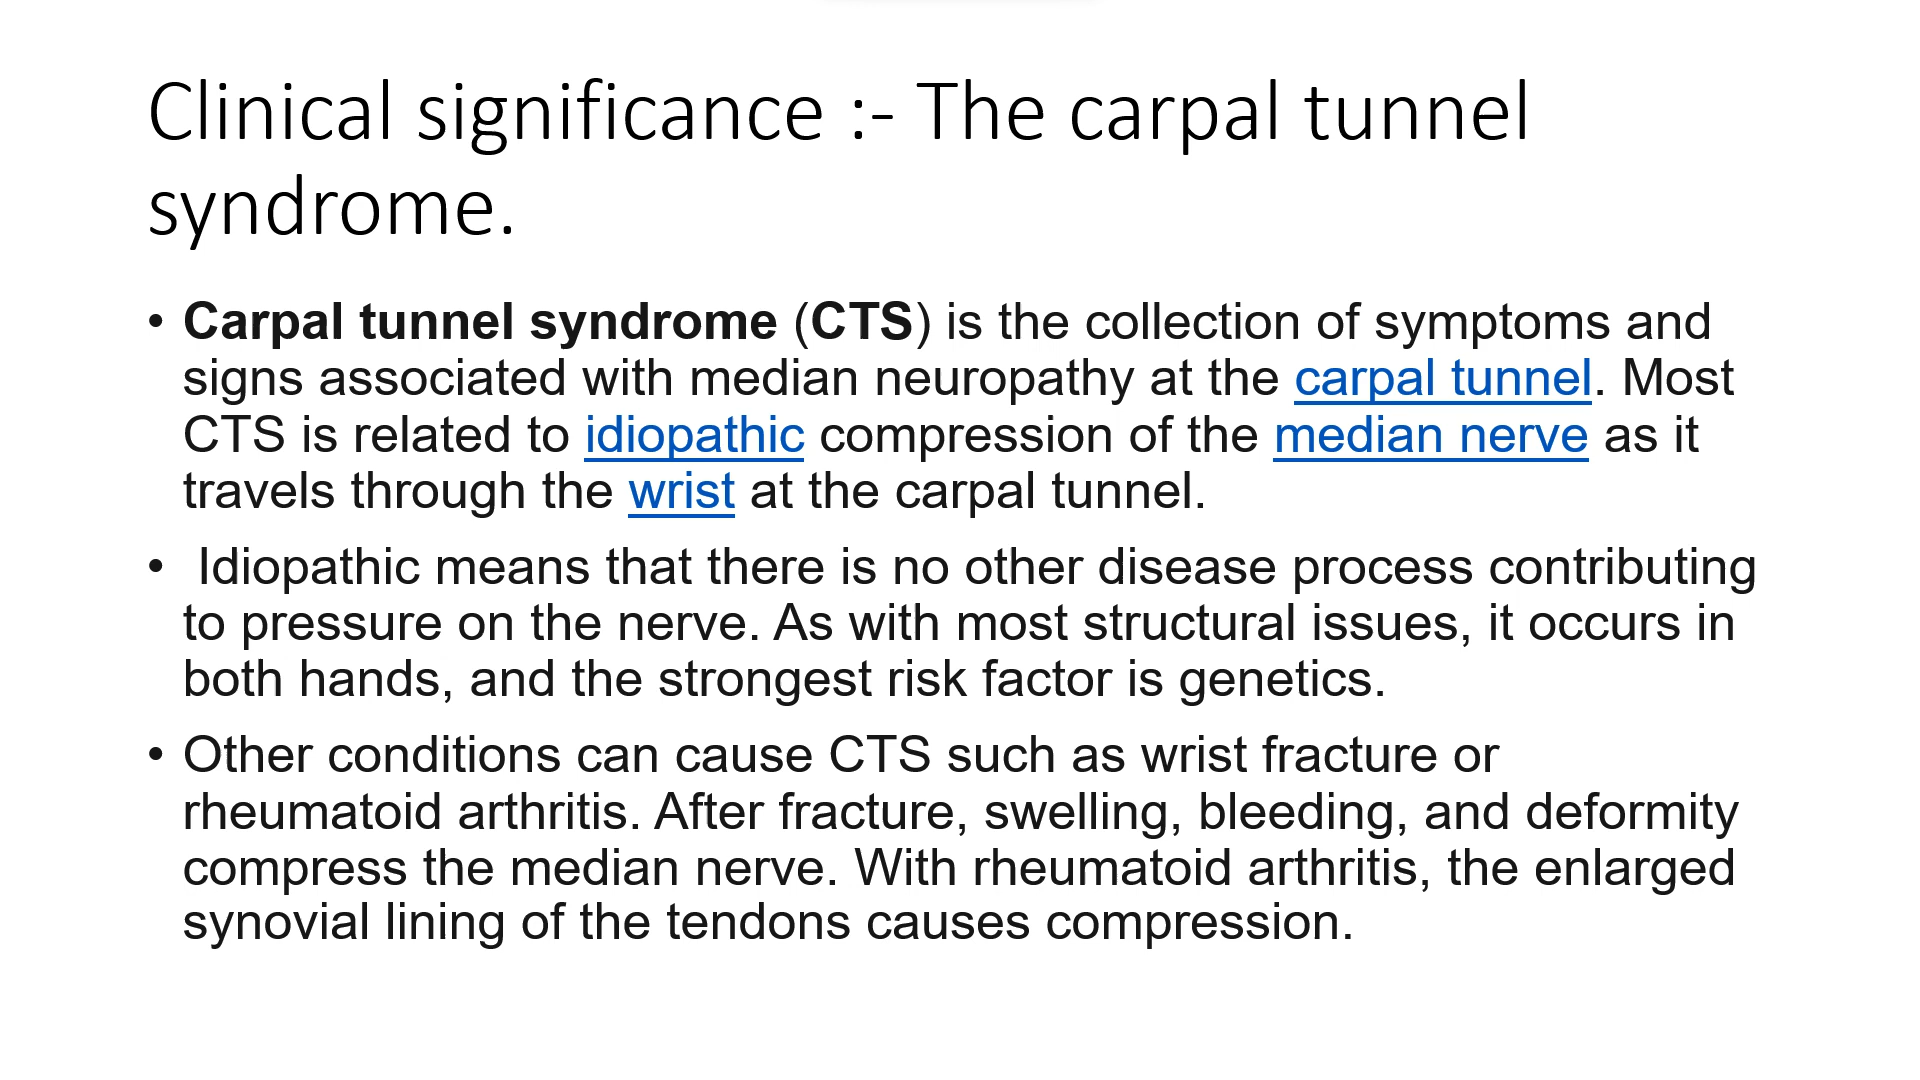 Clinical significance :- The carpal tunnel
syndrome.
• Carpal tunnel syndrome (CTS) is the collection of symptoms and
signs associated with median neuropathy at the carpal tunnel. Most
CTS is related to idiopathic compression of the median nerve as it
travels through the wrist at the carpal tunnel.
• Idiopathic means that there is no other disease process contributing
to pressure on the nerve. As with most structural issues, it occurs in
both hands, and the strongest risk factor is genetics.
• Other conditions can cause CTS such as wrist fracture or
rheumatoid arthritis. After fracture, swelling, bleeding, and deformity
compress the median nerve. With rheumatoid arthritis, the enlarged
synovial lining of the tendons causes compression.